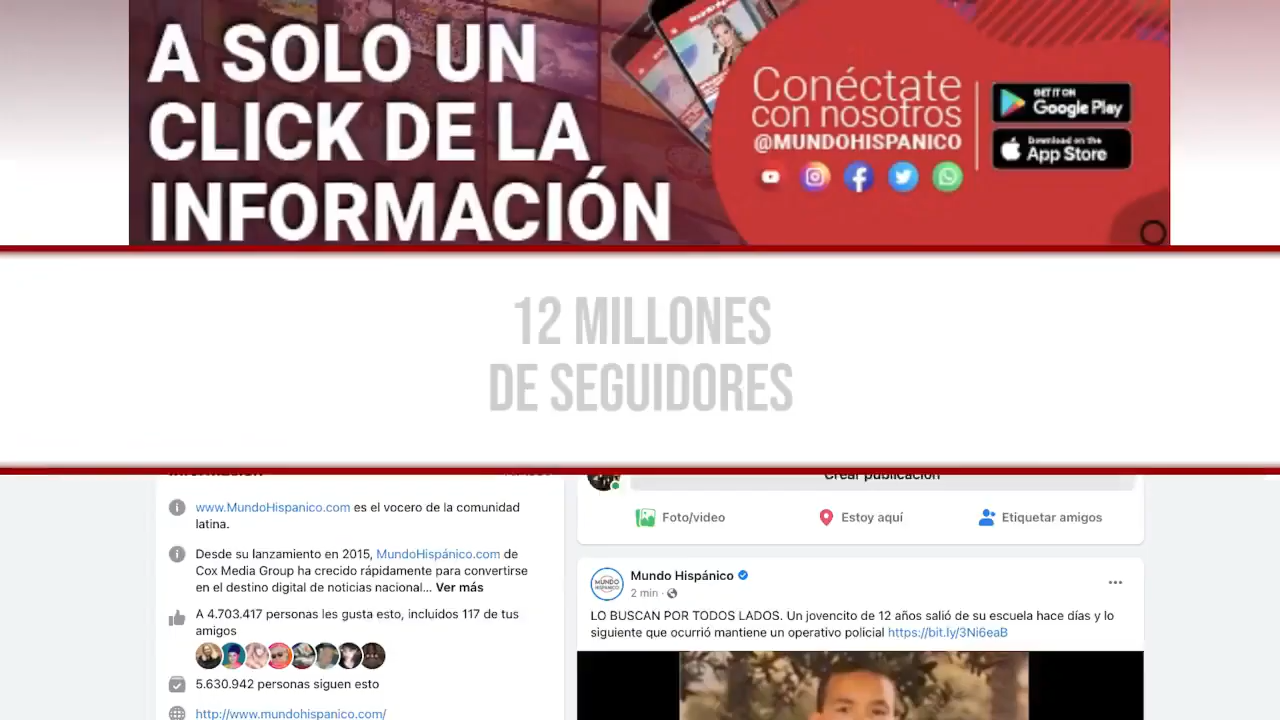 A SOLO UN
CLICK DE LA
INFORMACIÓN
Conéctate
con nosotros
@MUNDOHISPANICO
GET IT ON
Google Play
Download on the
App Store
12 MILLONES
DE SEGUIDORES
www.MundoHispanico.com es el vocero de la comunidad
latina.
Desde su lanzamiento en 2015, MundoHispánico.com de
Cox Media Group ha crecido rápidamente para convertirse
en el destino digital de noticias nacional... Ver más
A 4.703.417 personas les gusta esto, incluidos 117 de tus
amigos
5.630.942 personas siguen esto
http://www.mundohispanico.com/
Crear publicación
Foto/video
Estoy aquí
Etiquetar amigos
MUNDO
HISPÁNICO
Mundo Hispánico
2 min ·
LO BUSCAN POR TODOS LADOS. Un jovencito de 12 años salió de su escuela hace días y lo
siguiente que ocurrió mantiene un operativo policial https://bit.ly/3Ni6eaB